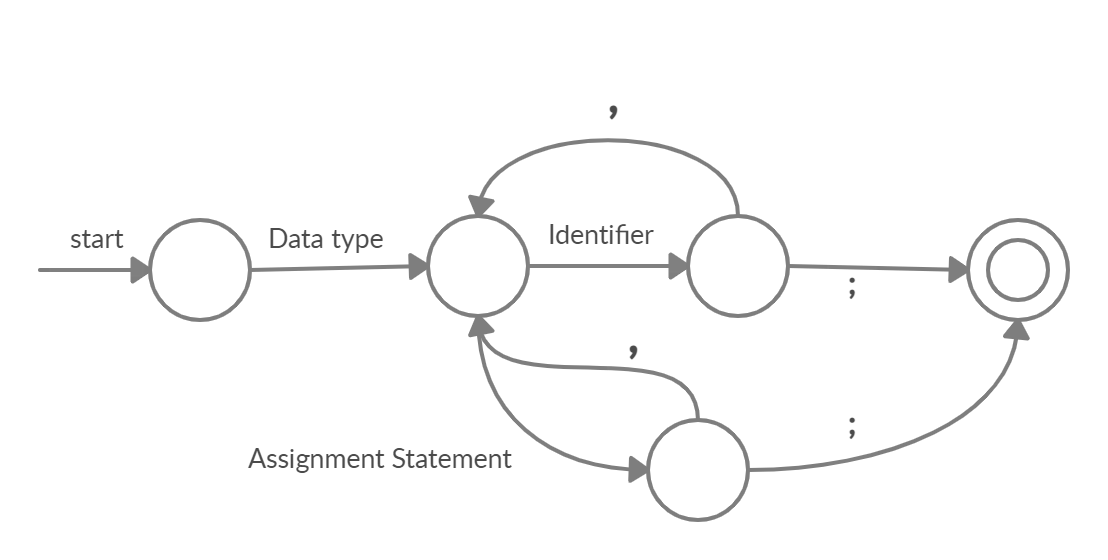 ,
start
Data type
Identifier
;
,
;
Assignment Statement